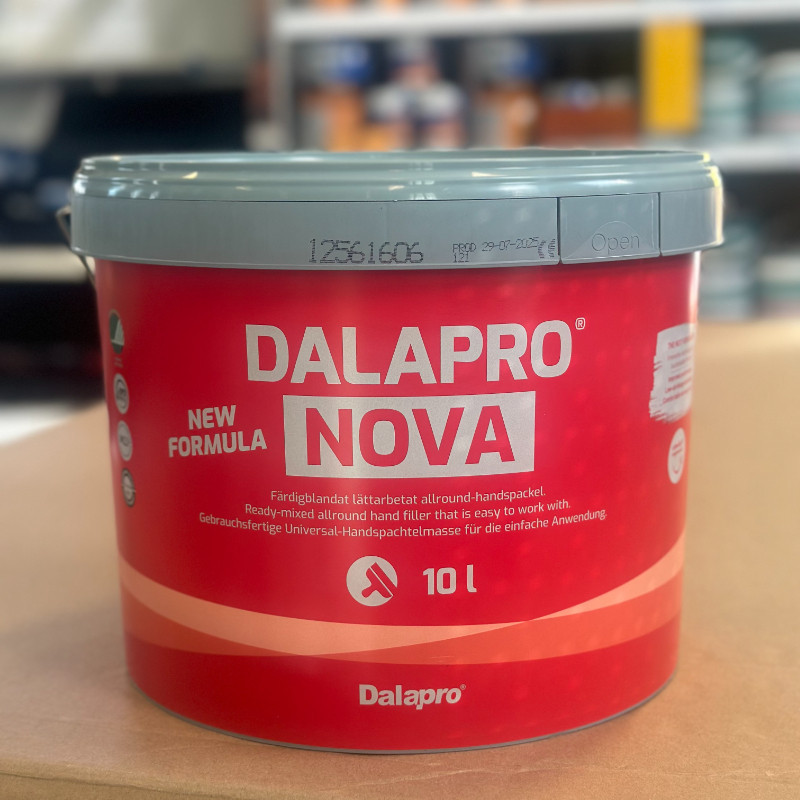 12561606
PROD 29-07-2025 CE
121
Open
DALAPRO®
NEW
FORMULA
NOVA
Färdigblandat lättarbetat allround-handspackel.
Ready-mixed allround hand filler that is easy to work with.
Gebrauchsfertige Universal-Handspachtelmasse für die einfache Anwendung.
10 l
Dalapro®